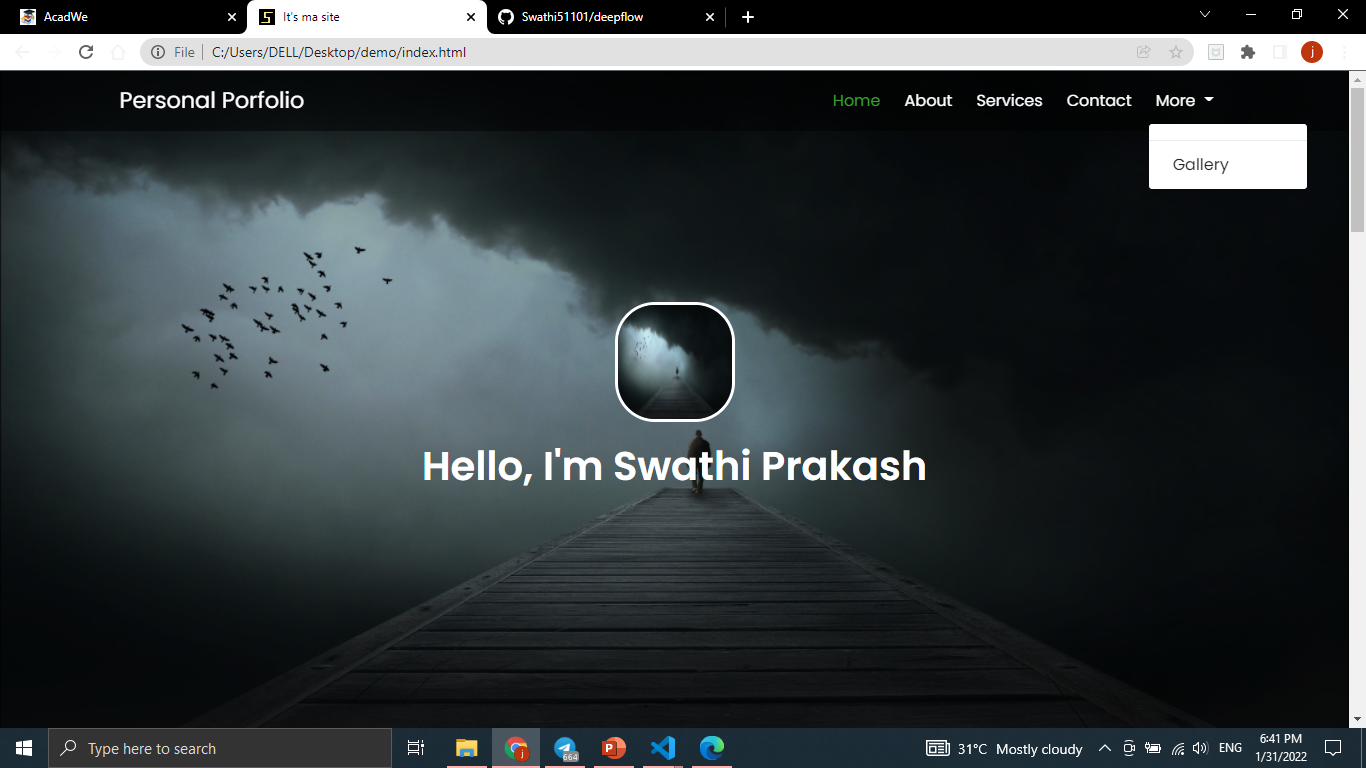 AcadWe
It's ma site
Swathi51101/deepflow
File
C:/Users/DELL/Desktop/demo/index.html
j
Personal Porfolio
Home
About
Services
Contact
More
Gallery
Hello, I'm Swathi Prakash
Type here to search
j
664
31°C Mostly cloudy
ENG
6:41 PM
1/31/2022